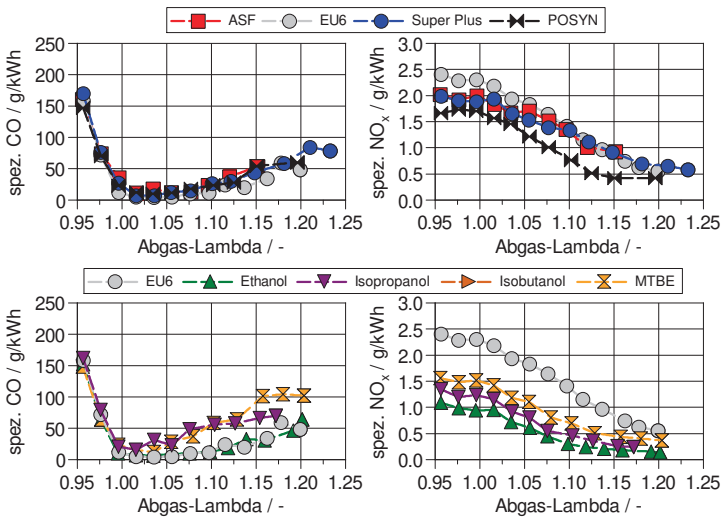 ASF EU6 Super Plus POSYN
250
200
150
100
50
0
spez. CO / g/kWh
0.95 1.00 1.05 1.10 1.15 1.20 1.25
Abgas-Lambda / -
3.0
2.5
2.0
1.5
1.0
0.5
0.0
spez. NOx / g/kWh
0.95 1.00 1.05 1.10 1.15 1.20 1.25
Abgas-Lambda / -
EU6 Ethanol Isopropanol Isobutanol MTBE
250
200
150
100
50
0
spez. CO / g/kWh
0.95 1.00 1.05 1.10 1.15 1.20 1.25
Abgas-Lambda / -
3.0
2.5
2.0
1.5
1.0
0.5
0.0
spez. NOx / g/kWh
0.95 1.00 1.05 1.10 1.15 1.20 1.25
Abgas-Lambda / -